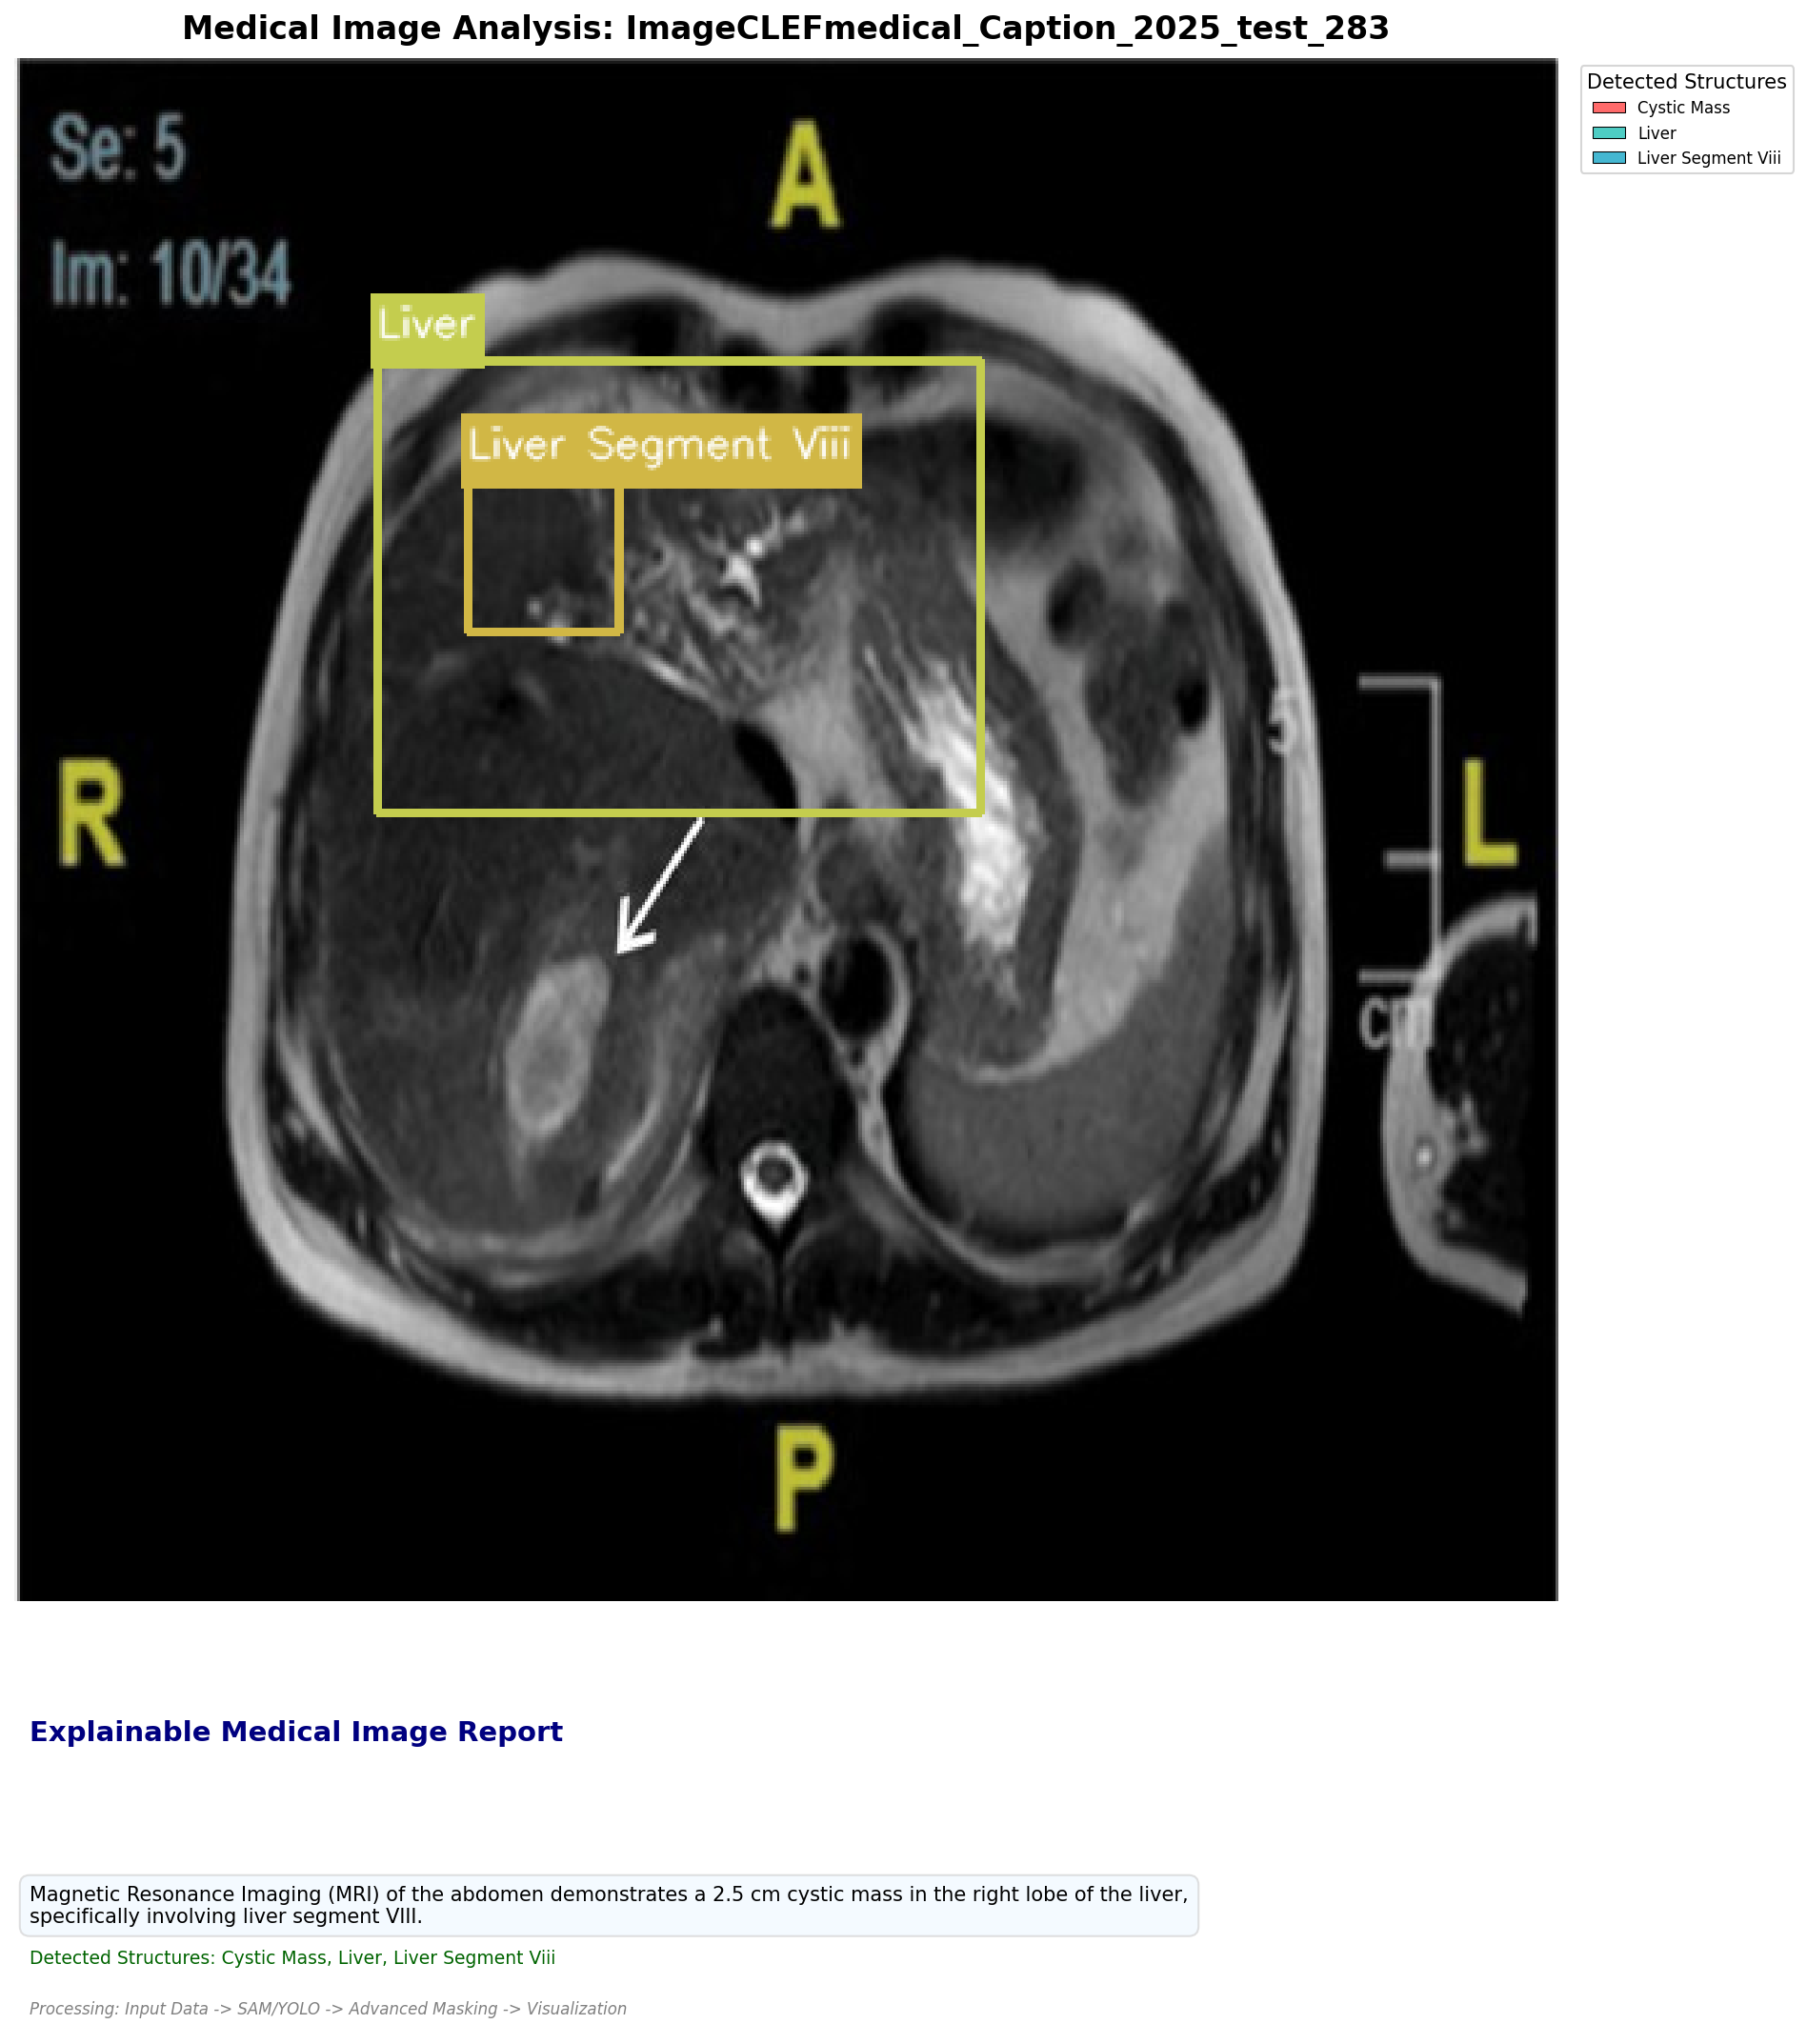 Medical Image Analysis: ImageCLEFmedical_Caption_2025_test_283
Detected Structures
Cystic Mass
Liver
Liver Segment Viii
Se: 5
Im: 10/34
A
Liver
Liver Segment Viii
R
5
L
cm
P
Explainable Medical Image Report
Magnetic Resonance Imaging (MRI) of the abdomen demonstrates a 2.5 cm cystic mass in the right lobe of the liver,
specifically involving liver segment VIII.
Detected Structures: Cystic Mass, Liver, Liver Segment Viii
Processing: Input Data -> SAM/YOLO -> Advanced Masking -> Visualization